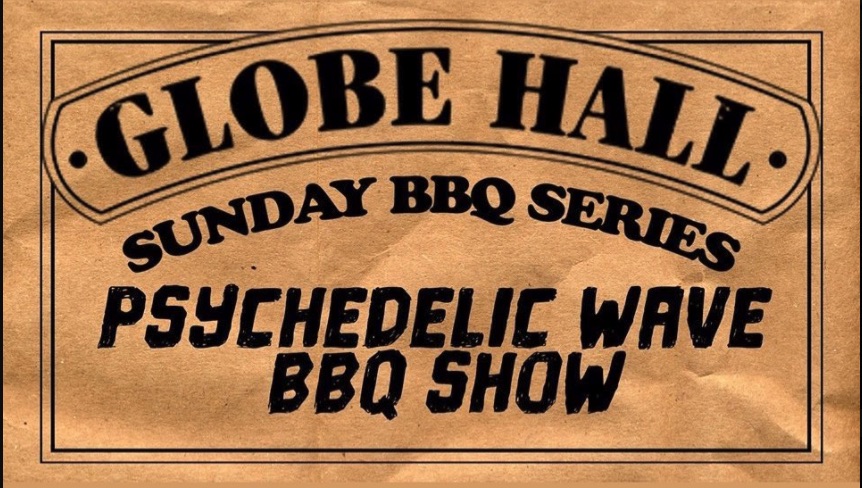 ·GLOBE HALL·
SUNDAY BBQ SERIES
PSYCHEDELIC WAVE
BBQ SHOW